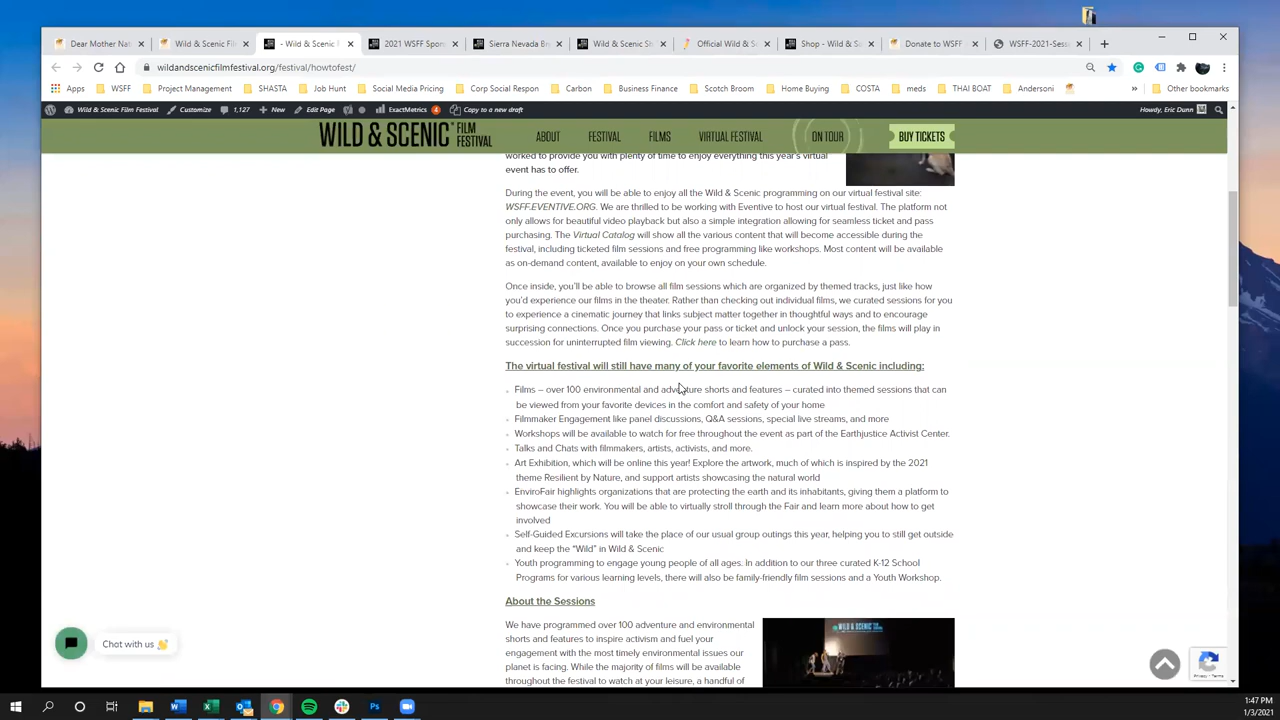 Dear Mother Na
Wild & Scenic Fil
- Wild & Scenic F
2021 WSFF Spon
Sierra Nevada Br
Wild & Scenic Sh
Official Wild & S
Shop - Wild & Sc
Donate to WSFF
WSFF-2021-Sess
wildandscenicfilmfestival.org/festival/howtofest/
Apps WSFF Project Management SHASTA Job Hunt Social Media Pricing Corp Social Respon Carbon Business Finance Scotch Broom Home Buying COSTA meds THAI BOAT Andersoni » Other bookmarks
Wild & Scenic Film Festival Customize 1,127 New Edit Page ExactMetrics 4 Copy to a new draft Howdy, Eric Dunn
WILD & SCENIC FILM FESTIVAL ABOUT FESTIVAL FILMS VIRTUAL FESTIVAL ON TOUR BUY TICKETS
worked to provide you with plenty of time to enjoy everything this year's virtual
event has to offer.
During the event, you will be able to enjoy all the Wild & Scenic programming on our virtual festival site:
WSFF.EVENTIVE.ORG. We are thrilled to be working with Eventive to host our virtual festival. The platform not
only allows for beautiful video playback but also a simple integration allowing for seamless ticket and pass
purchasing. The Virtual Catalog will show all the various content that will become accessible during the
festival, including ticketed film sessions and free programming like workshops. Most content will be available
as on-demand content, available to enjoy on your own schedule.
Once inside, you'll be able to browse all film sessions which are organized by themed tracks, just like how
you'd experience our films in the theater. Rather than checking out individual films, we curated sessions for you
to experience a cinematic journey that links subject matter together in thoughtful ways and to encourage
surprising connections. Once you purchase your pass or ticket and unlock your session, the films will play in
succession for uninterrupted film viewing. Click here to learn how to purchase a pass.
The virtual festival will still have many of your favorite elements of Wild & Scenic including:
Films – over 100 environmental and adventure shorts and features – curated into themed sessions that can
be viewed from your favorite devices in the comfort and safety of your home
Filmmaker Engagement like panel discussions, Q&A sessions, special live streams, and more
Workshops will be available to watch for free throughout the event as part of the Earthjustice Activist Center.
Talks and Chats with filmmakers, artists, activists, and more.
Art Exhibition, which will be online this year! Explore the artwork, much of which is inspired by the 2021
theme Resilient by Nature, and support artists showcasing the natural world
EnviroFair highlights organizations that are protecting the earth and its inhabitants, giving them a platform to
showcase their work. You will be able to virtually stroll through the Fair and learn more about how to get
involved
Self-Guided Excursions will take the place of our usual group outings this year, helping you to still get outside
and keep the "Wild" in Wild & Scenic
Youth programming to engage young people of all ages. In addition to our three curated K-12 School
Programs for various learning levels, there will also be family-friendly film sessions and a Youth Workshop.
About the Sessions
We have programmed over 100 adventure and environmental
shorts and features to inspire activism and fuel your
engagement with the most timely environmental issues our
planet is facing. While the majority of films will be available
throughout the festival to watch at your leisure, a handful of
WILD & SCENIC
Chat with us 👋
Privacy - Terms
1:47 PM
1/3/2021